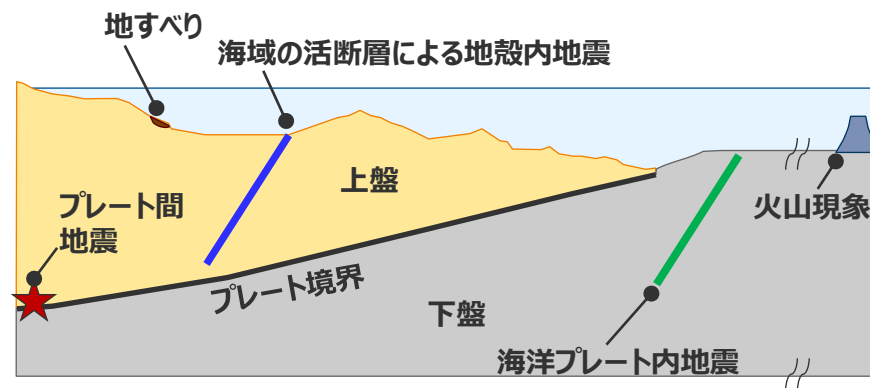 地すべり
海域の活断層による地殻内地震
上盤
プレート間
地震
火山現象
プレート境界
下盤
海洋プレート内地震